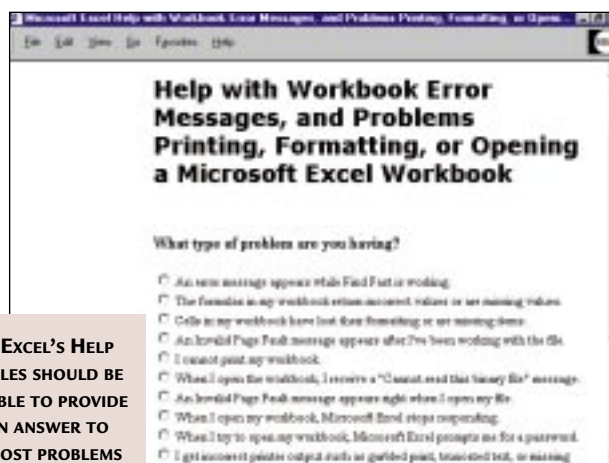 Microsoft Excel Help with Workbook Error Messages, and Problems Printing, Formatting, or Open...
File Edit View Go Favorites Help
Help with Workbook Error
Messages, and Problems
Printing, Formatting, or Opening
a Microsoft Excel Workbook
What type of problem are you having?
An error message appears while Find Fast is working.
The formulas in my workbook return incorrect values or are missing values.
Cells in my workbook have lost their formatting or are missing items.
An Invalid Page Fault message appears after I've been working with the file.
I cannot print my workbook.
When I open the workbook, I receive a "Cannot read this binary file" message.
An Invalid Page Fault message appears right when I open my file.
When I open my workbook, Microsoft Excel stops responding.
When I try to open my workbook, Microsoft Excel prompts me for a password.
I get incorrect printer output such as garbled print, truncated text, or missing
EXCEL'S HELP
LES SHOULD BE
BLE TO PROVIDE
N ANSWER TO
OST PROBLEMS